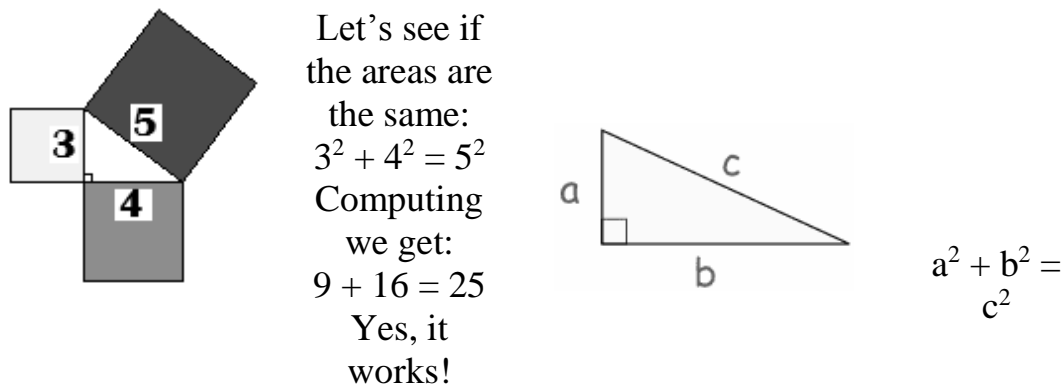 3
5
4
Let’s see if
the areas are
the same:
3² + 4² = 5²
Computing
we get:
9 + 16 = 25
Yes, it
works!
a
c
b
a² + b² =
c²